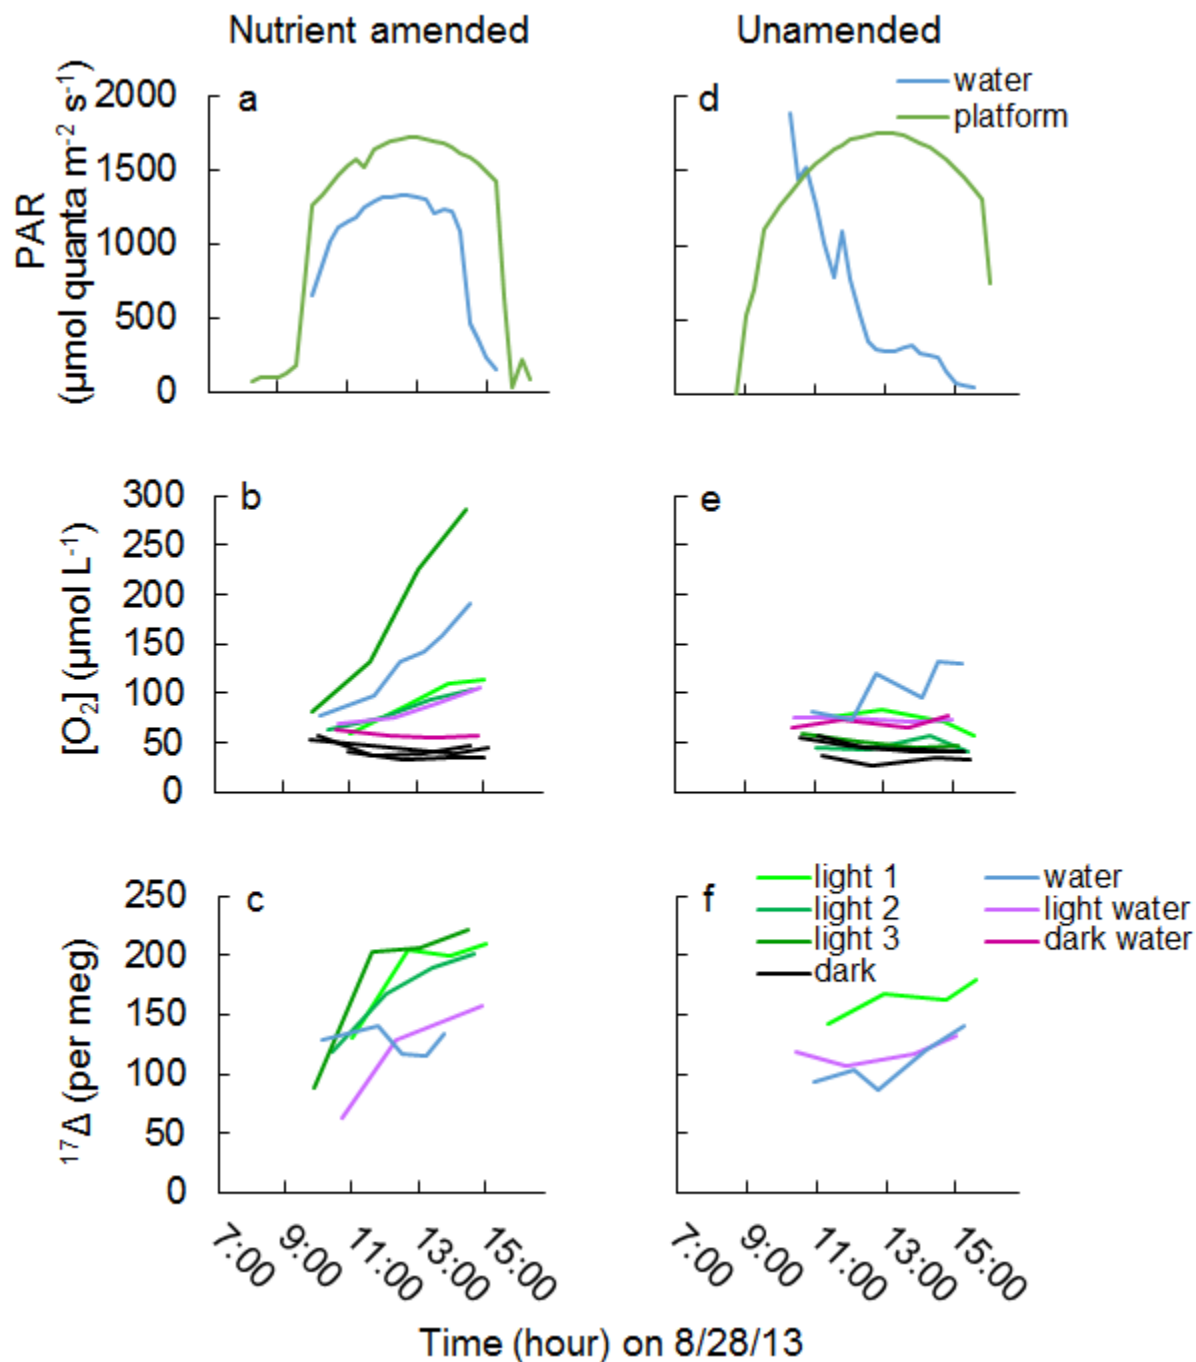 Nutrient amended
Unamended
PAR
(µmol quanta m-2 s-1)
2000
1500
1000
500
0
a
d
water
platform
[O2] (µmol L-1)
300
250
200
150
100
50
0
b
e
17Δ (per meg)
250
200
150
100
50
0
c
f
light 1
light 2
light 3
dark
water
light water
dark water
7:00
9:00
11:00
13:00
15:00
7:00
9:00
11:00
13:00
15:00
Time (hour) on 8/28/13